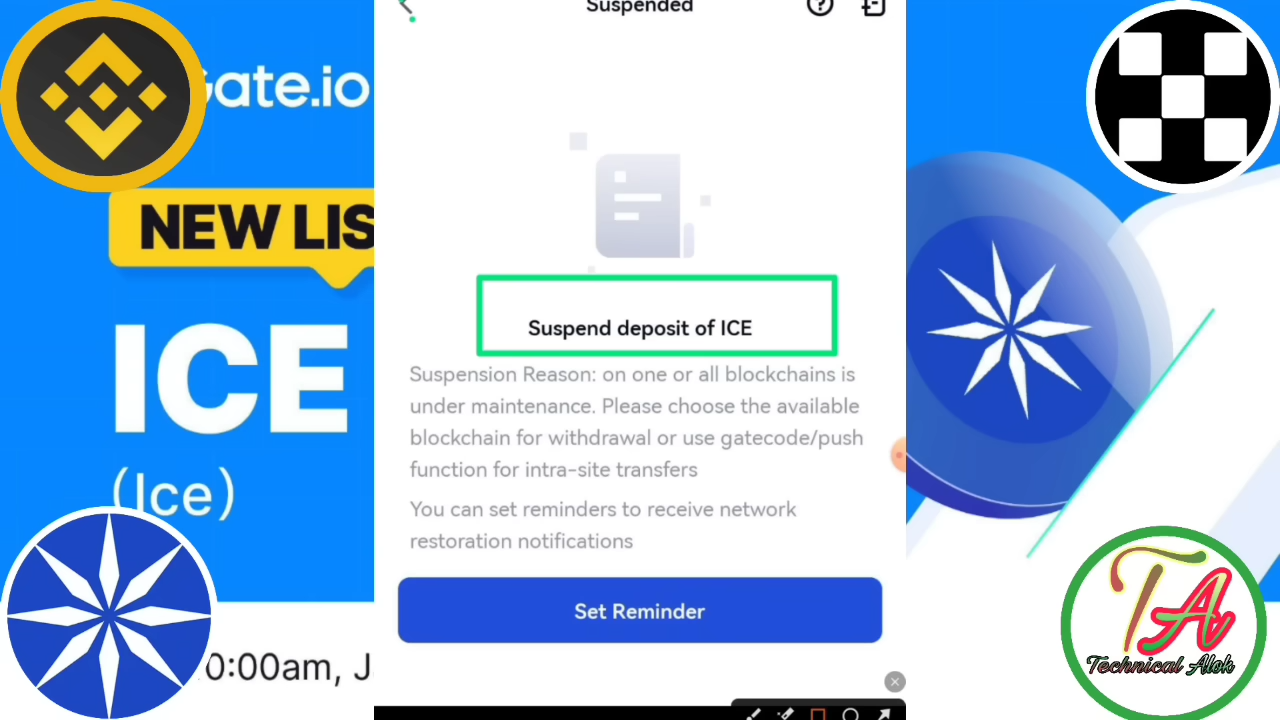 Suspended
Gate.io
NEW LIS
ICE
(Ice)
0:00am, J
Suspend deposit of ICE
Suspension Reason: on one or all blockchains is
under maintenance. Please choose the available
blockchain for withdrawal or use gatecode/push
function for intra-site transfers
You can set reminders to receive network
restoration notifications
Set Reminder
TA
Technical Alok